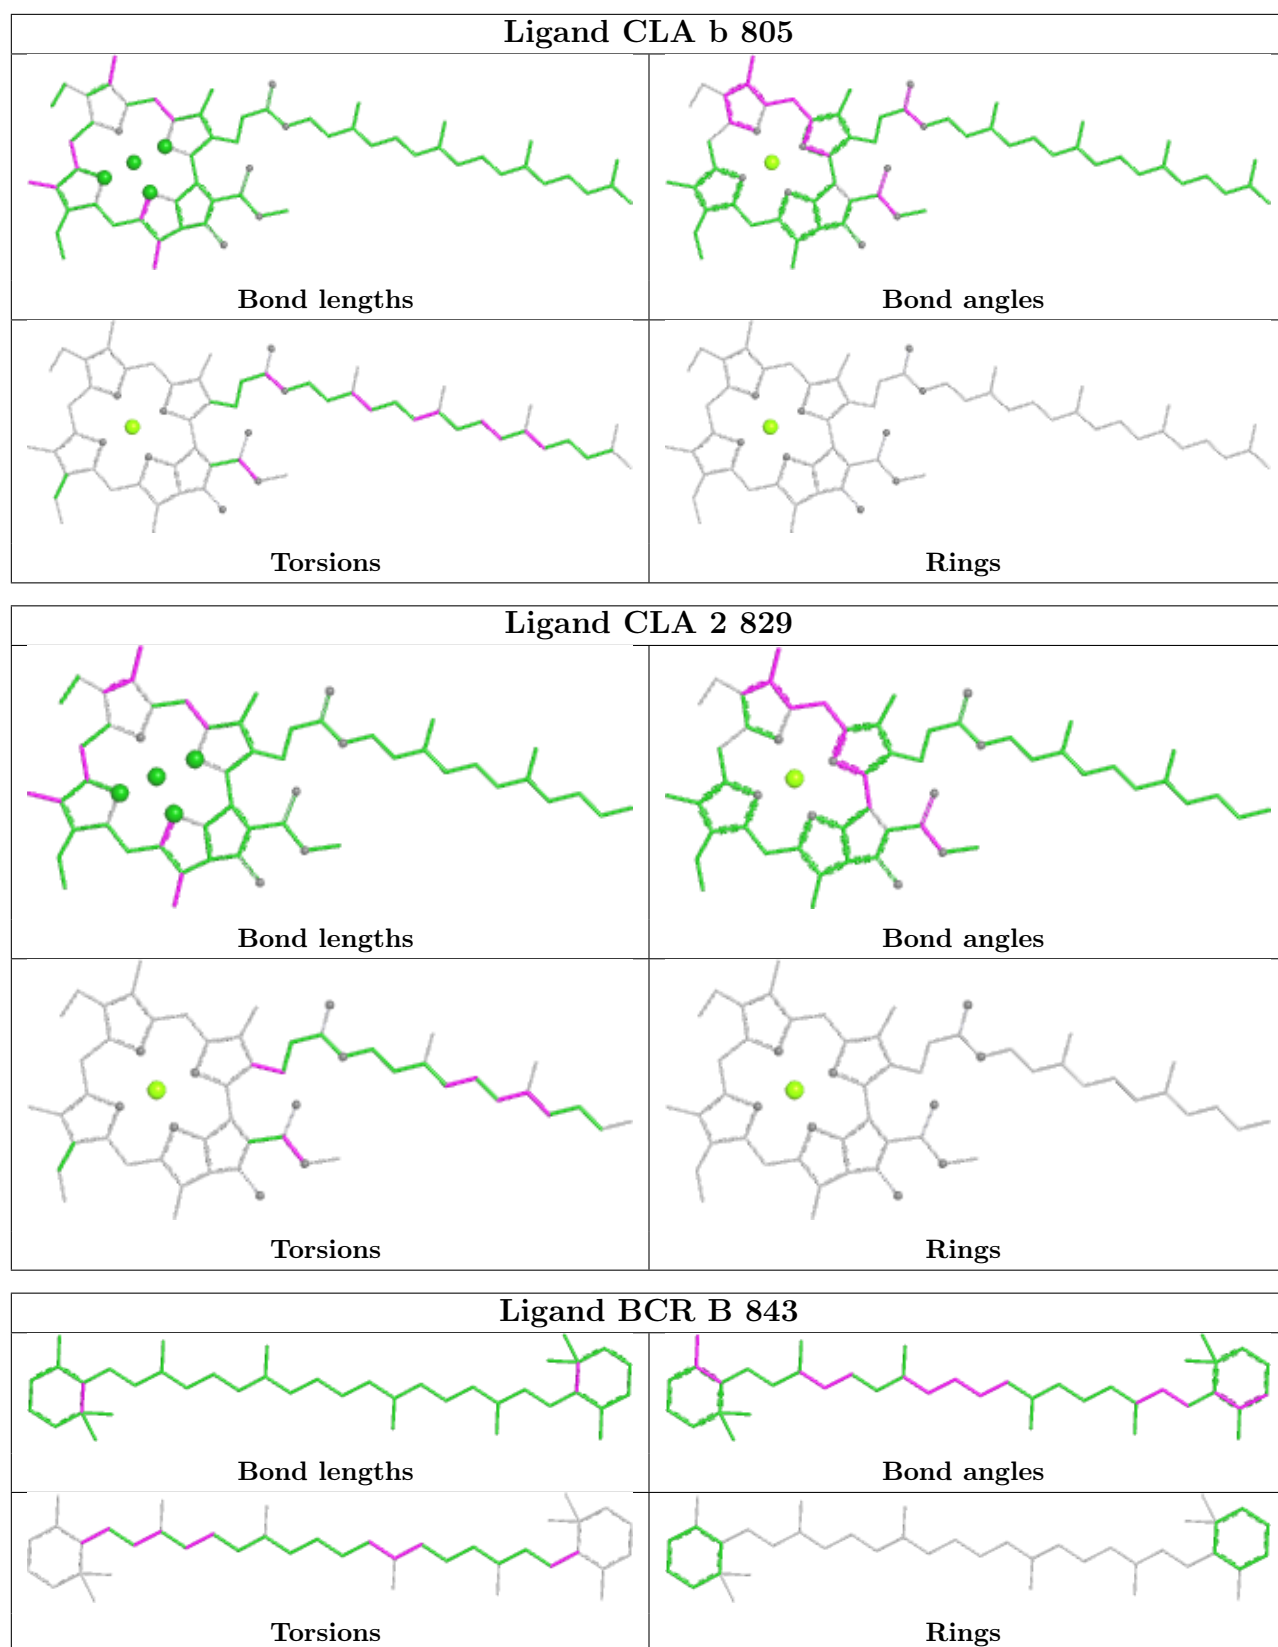 Ligand CLA b 805
Bond lengths
Bond angles
Torsions
Rings
Ligand CLA 2 829
Bond lengths
Bond angles
Torsions
Rings
Ligand BCR B 843
Bond lengths
Bond angles
Torsions
Rings